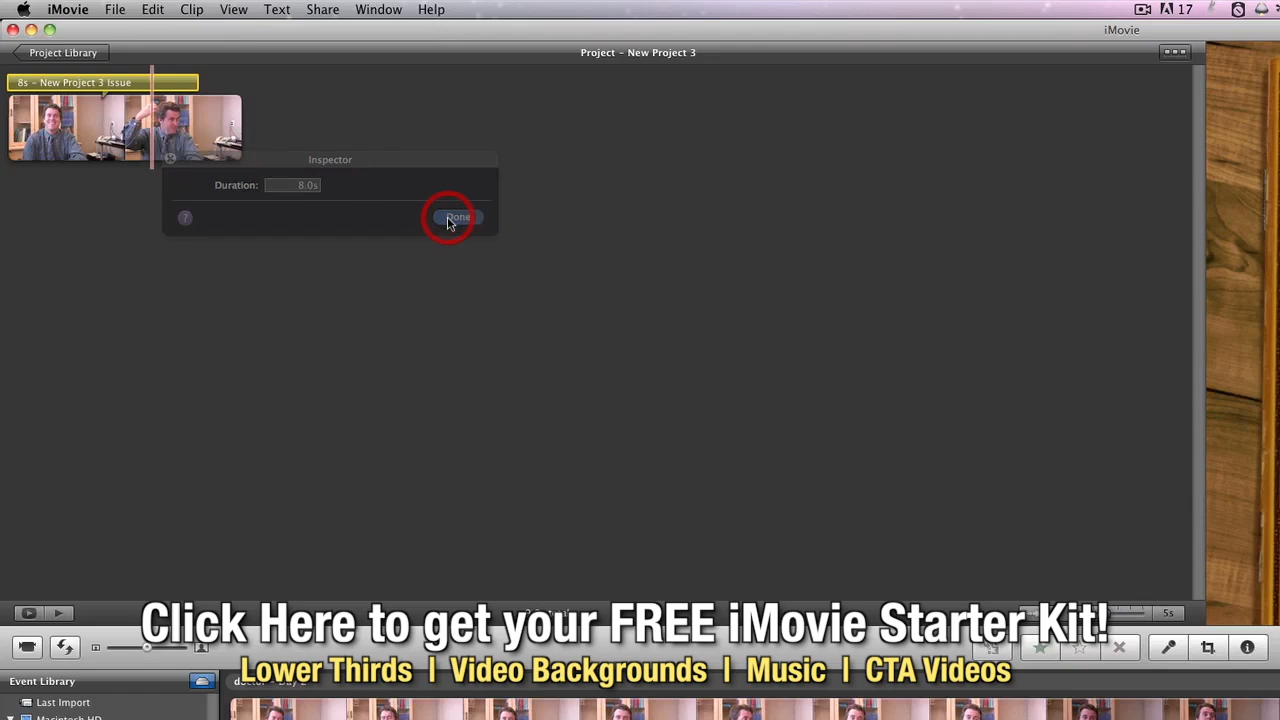 iMovie File Edit Clip View Text Share Window Help 17
iMovie
Project Library
Project - New Project 3
8s - New Project 3 Issue
Inspector
Duration: 8.0s
?
Done
5s
Click Here to get your FREE iMovie Starter Kit!
Lower Thirds | Video Backgrounds | Music | CTA Videos
Event Library
Last Import
Macintosh HD